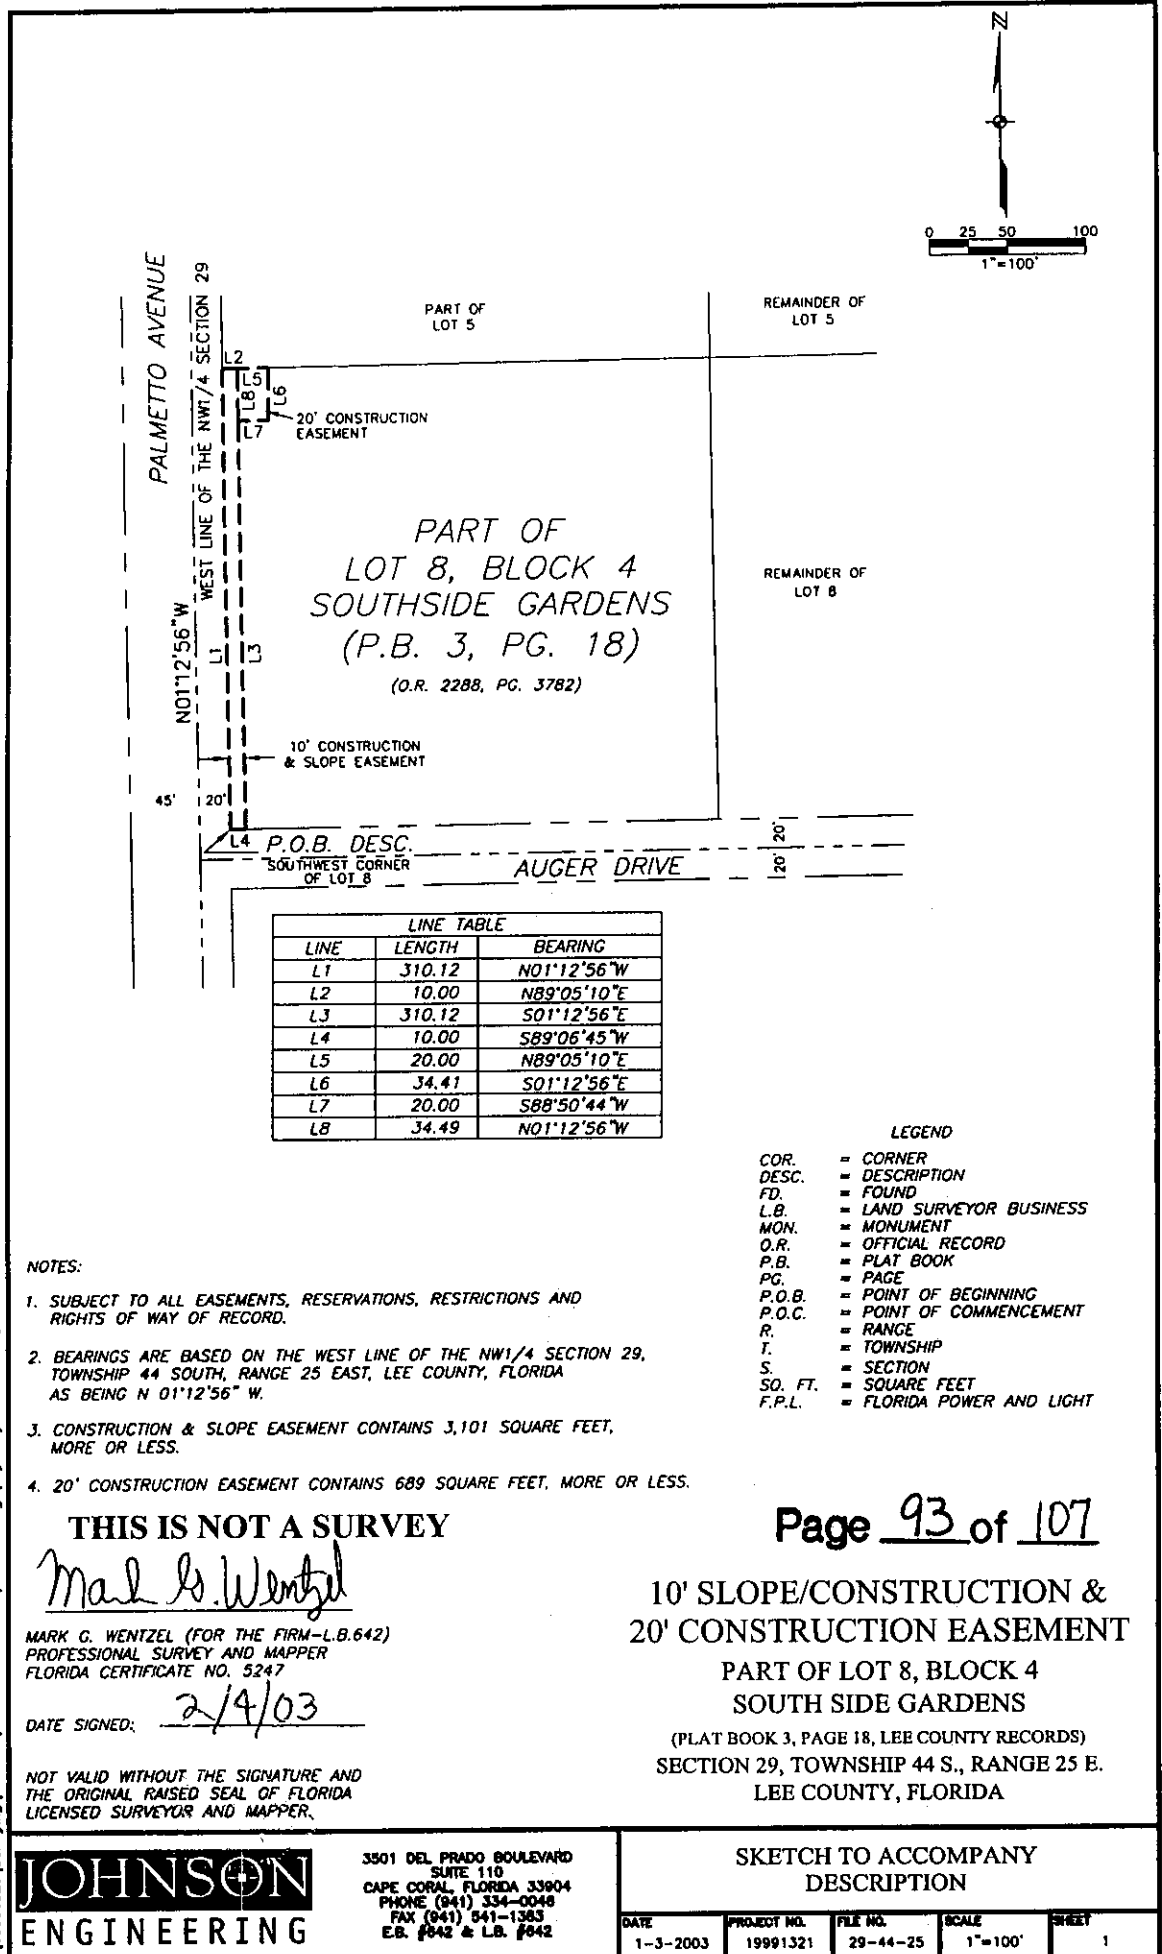 N
0 25 50 100
1"=100'
PALMETTO AVENUE
WEST LINE OF THE NW1/4 SECTION 29
N01°12'56"W
PART OF
LOT 5
REMAINDER OF
LOT 5
L2
L5
L8
L6
L7
20' CONSTRUCTION
EASEMENT
PART OF
LOT 8, BLOCK 4
SOUTHSIDE GARDENS
(P.B. 3, PG. 18)
(O.R. 2288, PG. 3782)
REMAINDER OF
LOT 8
L1
L3
10' CONSTRUCTION
& SLOPE EASEMENT
45'
20'
L4
P.O.B. DESC.
SOUTHWEST CORNER
OF LOT 8
AUGER DRIVE
20'
20'
LINE TABLE
LINE LENGTH BEARING
L1 310.12 N01°12'56"W
L2 10.00 N89°05'10"E
L3 310.12 S01°12'56"E
L4 10.00 S89°06'45"W
L5 20.00 N89°05'10"E
L6 34.41 S01°12'56"E
L7 20.00 S88°50'44"W
L8 34.49 N01°12'56"W
LEGEND
COR. = CORNER
DESC. = DESCRIPTION
FD. = FOUND
L.B. = LAND SURVEYOR BUSINESS
MON. = MONUMENT
O.R. = OFFICIAL RECORD
P.B. = PLAT BOOK
PG. = PAGE
P.O.B. = POINT OF BEGINNING
P.O.C. = POINT OF COMMENCEMENT
R. = RANGE
T. = TOWNSHIP
S. = SECTION
SQ. FT. = SQUARE FEET
F.P.L. = FLORIDA POWER AND LIGHT
NOTES:
1. SUBJECT TO ALL EASEMENTS, RESERVATIONS, RESTRICTIONS AND
RIGHTS OF WAY OF RECORD.
2. BEARINGS ARE BASED ON THE WEST LINE OF THE NW1/4 SECTION 29,
TOWNSHIP 44 SOUTH, RANGE 25 EAST, LEE COUNTY, FLORIDA
AS BEING N 01°12'56" W.
3. CONSTRUCTION & SLOPE EASEMENT CONTAINS 3,101 SQUARE FEET,
MORE OR LESS.
4. 20' CONSTRUCTION EASEMENT CONTAINS 689 SQUARE FEET, MORE OR LESS.
THIS IS NOT A SURVEY
Mark G. Wentzel
MARK G. WENTZEL (FOR THE FIRM-L.B.642)
PROFESSIONAL SURVEY AND MAPPER
FLORIDA CERTIFICATE NO. 5247
DATE SIGNED: 2/4/03
NOT VALID WITHOUT THE SIGNATURE AND
THE ORIGINAL RAISED SEAL OF FLORIDA
LICENSED SURVEYOR AND MAPPER.
Page 93 of 107
10' SLOPE/CONSTRUCTION &
20' CONSTRUCTION EASEMENT
PART OF LOT 8, BLOCK 4
SOUTH SIDE GARDENS
(PLAT BOOK 3, PAGE 18, LEE COUNTY RECORDS)
SECTION 29, TOWNSHIP 44 S., RANGE 25 E.
LEE COUNTY, FLORIDA
JOHNSON
ENGINEERING
3501 DEL PRADO BOULEVARD
SUITE 110
CAPE CORAL, FLORIDA 33904
PHONE (941) 334-0046
FAX (941) 541-1383
E.B. #642 & L.B. #642
SKETCH TO ACCOMPANY
DESCRIPTION
DATE PROJECT NO. FILE NO. SCALE SHEET
1-3-2003 19991321 29-44-25 1"=100' 1